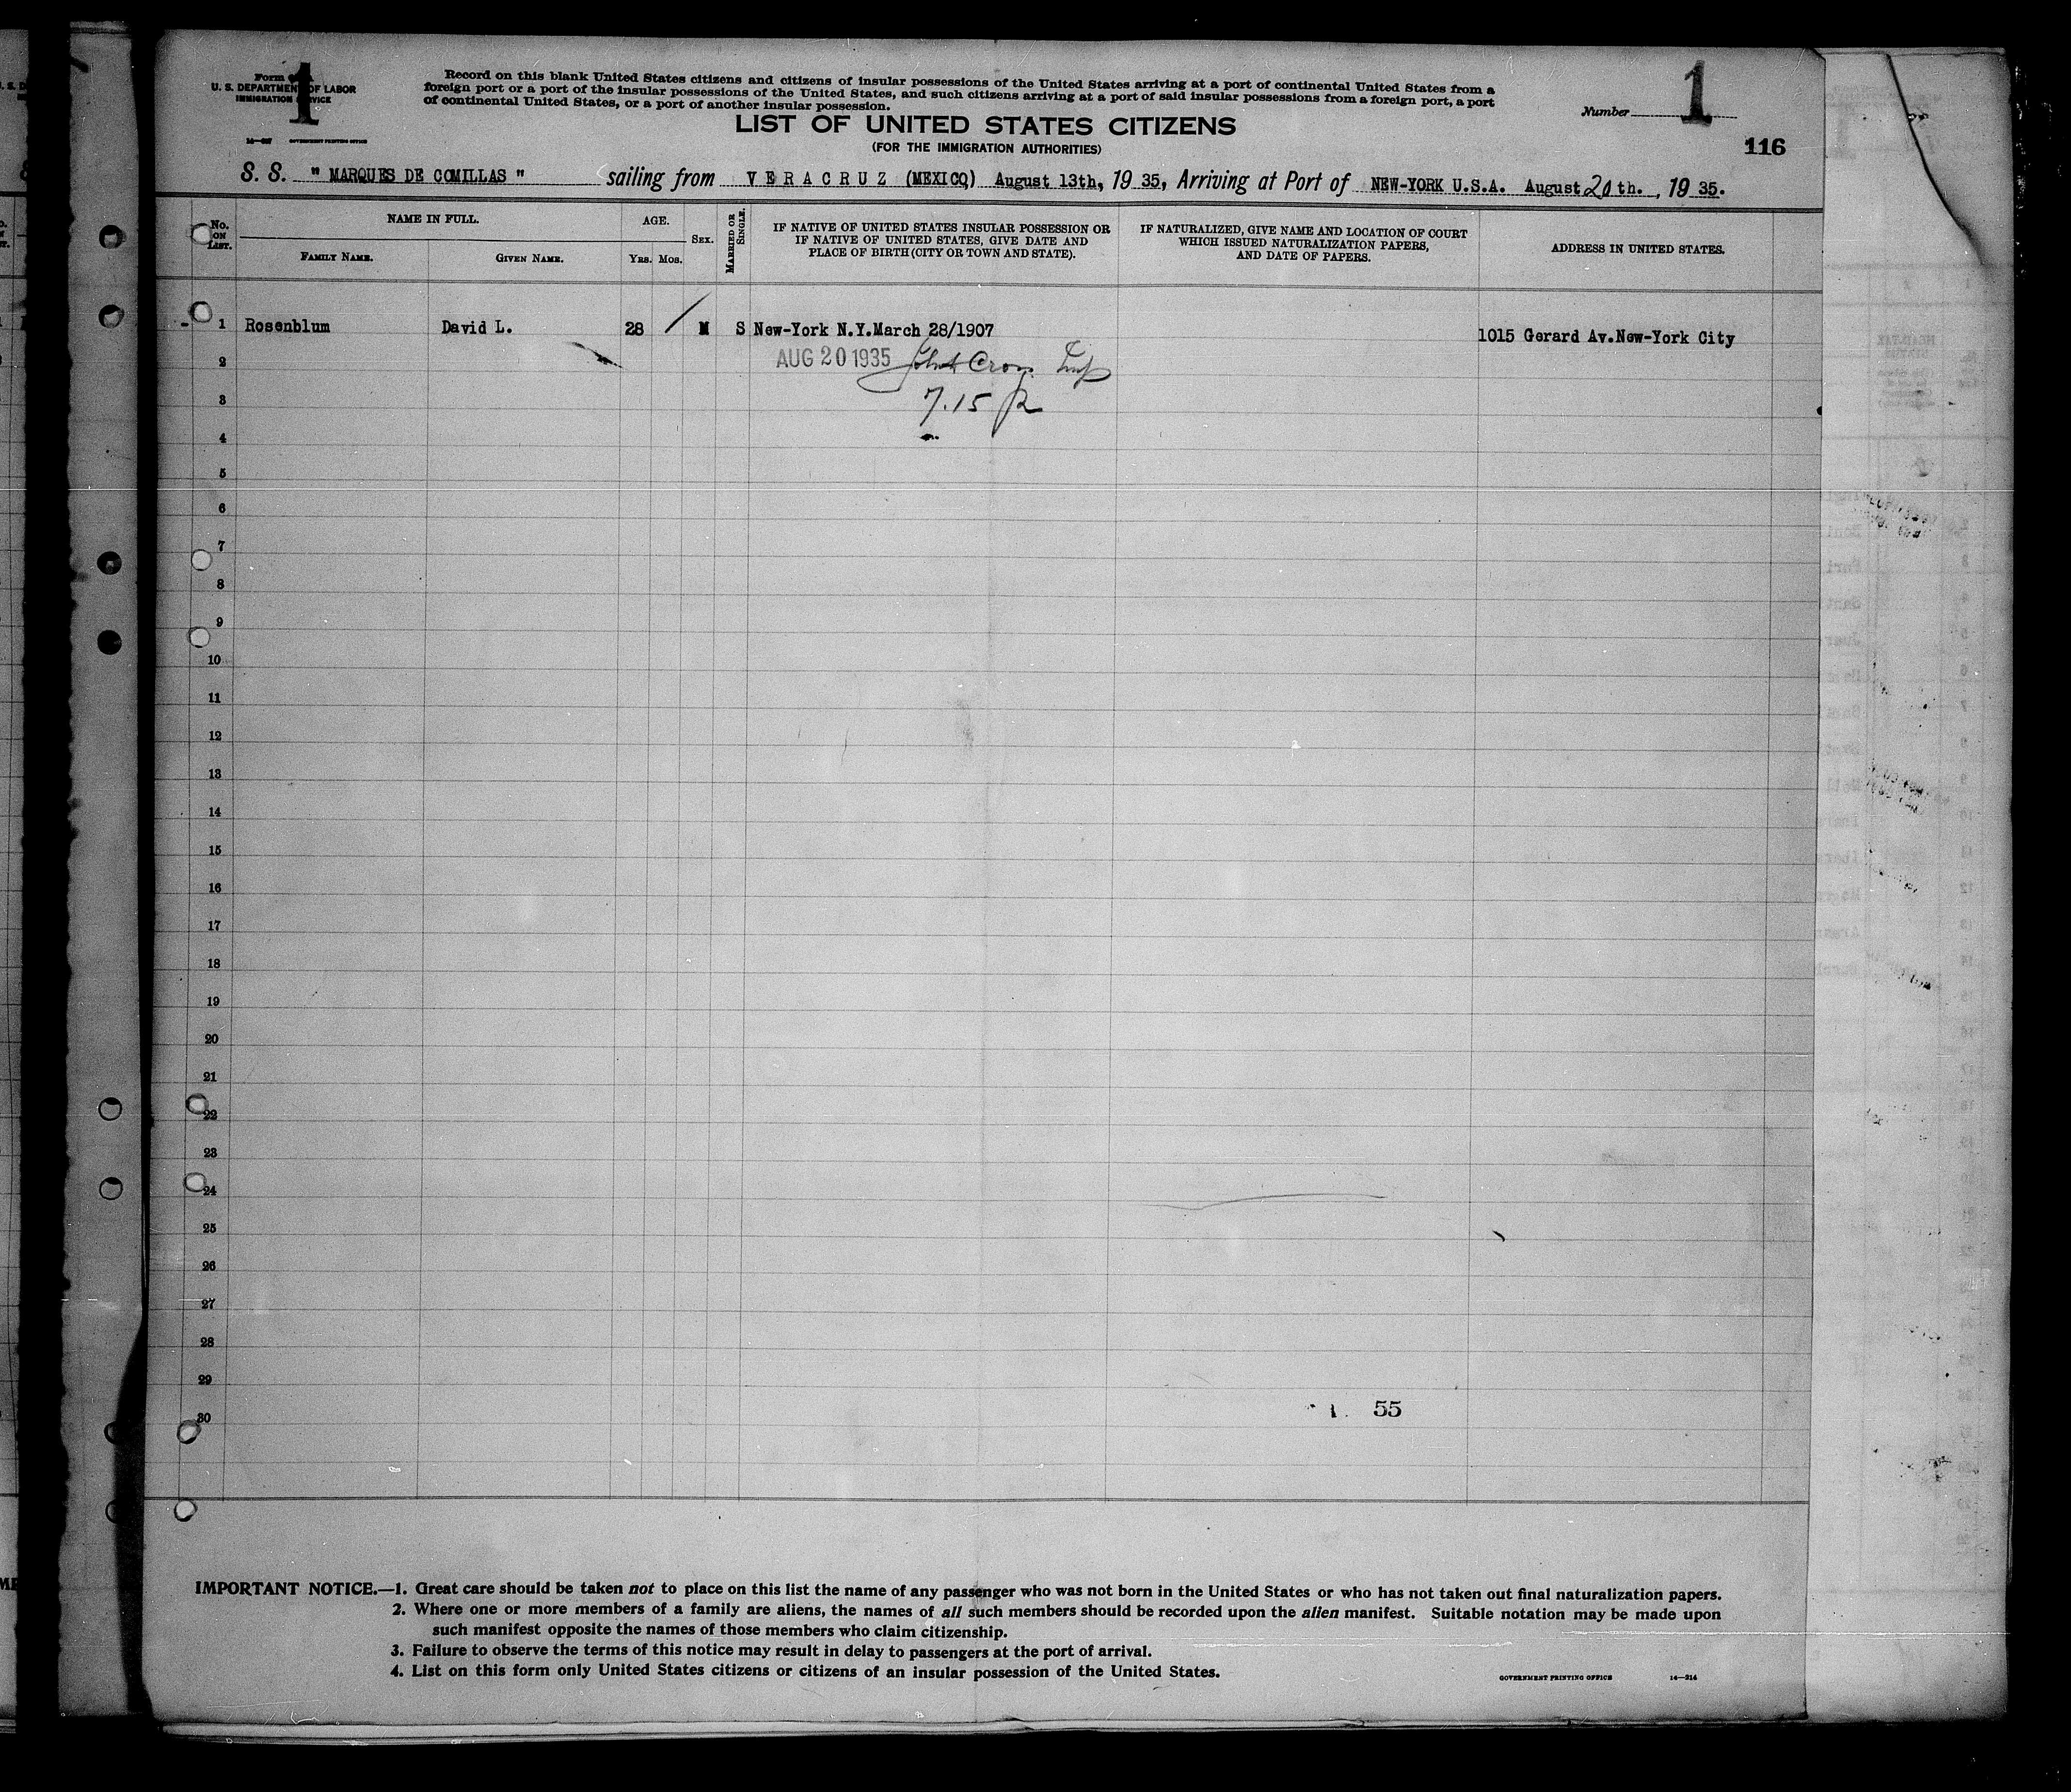 Form
U. S. DEPARTMENT OF LABOR
IMMIGRATION SERVICE
GOVERNMENT PRINTING OFFICE
1
Record on this blank United States citizens and citizens of insular possessions of the United States arriving at a port of continental United States from a
foreign port or a port of the insular possessions of the United States, and such citizens arriving at a port of said insular possessions from a foreign port, a port
of continental United States, or a port of another insular possession.
Number 1
LIST OF UNITED STATES CITIZENS
(FOR THE IMMIGRATION AUTHORITIES)
116
S. S. " MARQUES DE COMILLAS " sailing from VERACRUZ (MEXICO) August 13th, 19 35, Arriving at Port of NEW-YORK U.S.A. August 20th., 19 35.
No. ON LIST.
NAME IN FULL.
FAMILY NAME.
GIVEN NAME.
AGE.
YRS. MOS.
SEX.
MARRIED OR SINGLE.
IF NATIVE OF UNITED STATES INSULAR POSSESSION OR
IF NATIVE OF UNITED STATES, GIVE DATE AND
PLACE OF BIRTH (CITY OR TOWN AND STATE).
IF NATURALIZED, GIVE NAME AND LOCATION OF COURT
WHICH ISSUED NATURALIZATION PAPERS,
AND DATE OF PAPERS.
ADDRESS IN UNITED STATES.
1 Rosenblum David L. 28 M S New-York N.Y.March 28/1907 1015 Gerard Av.New-York City
2 AUG 20 1935
3 7.15
4
5
6
7
8
9
10
11
12
13
14
15
16
17
18
19
20
21
22
23
24
25
26
27
28
29
30 55
IMPORTANT NOTICE.—1. Great care should be taken not to place on this list the name of any passenger who was not born in the United States or who has not taken out final naturalization papers.
2. Where one or more members of a family are aliens, the names of all such members should be recorded upon the alien manifest. Suitable notation may be made upon
such manifest opposite the names of those members who claim citizenship.
3. Failure to observe the terms of this notice may result in delay to passengers at the port of arrival.
4. List on this form only United States citizens or citizens of an insular possession of the United States.
GOVERNMENT PRINTING OFFICE 14—214